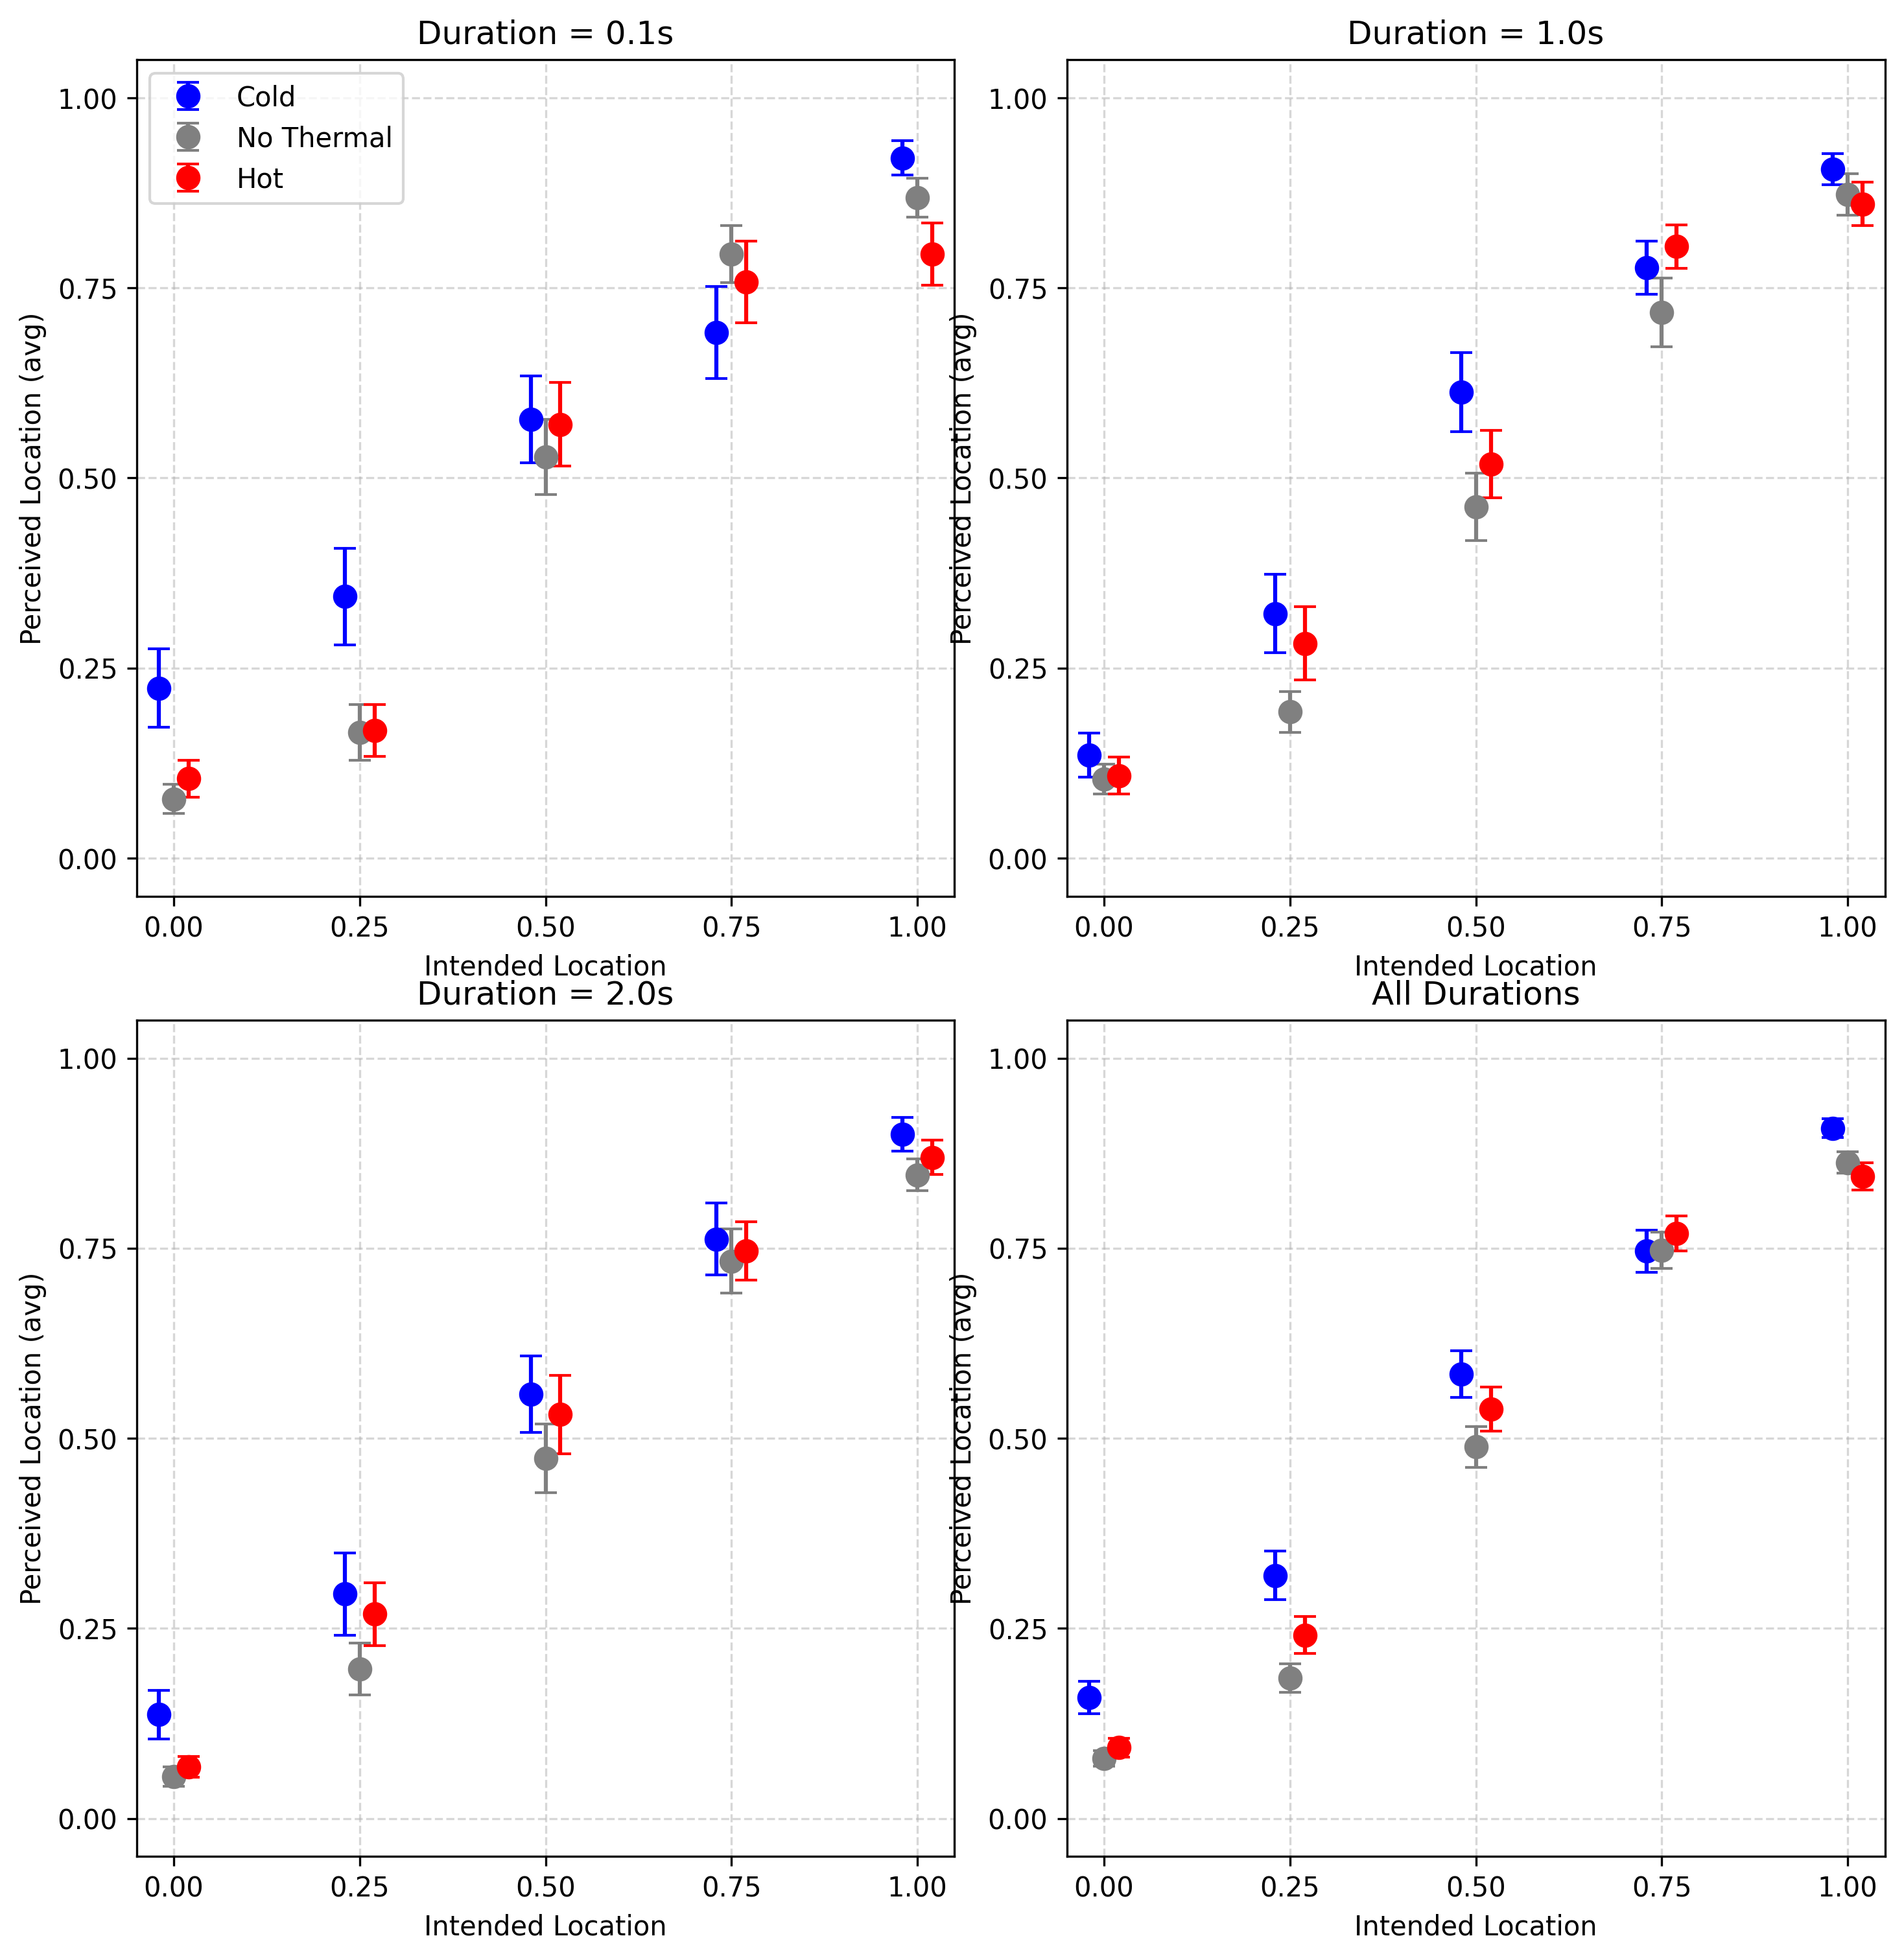 Duration = 0.1s
Cold
No Thermal
Hot
1.00
0.75
0.50
0.25
0.00
Perceived Location (avg)
0.00 0.25 0.50 0.75 1.00
Intended Location
Duration = 1.0s
1.00
0.75
0.50
0.25
0.00
Perceived Location (avg)
0.00 0.25 0.50 0.75 1.00
Intended Location
Duration = 2.0s
1.00
0.75
0.50
0.25
0.00
Perceived Location (avg)
0.00 0.25 0.50 0.75 1.00
Intended Location
All Durations
1.00
0.75
0.50
0.25
0.00
Perceived Location (avg)
0.00 0.25 0.50 0.75 1.00
Intended Location